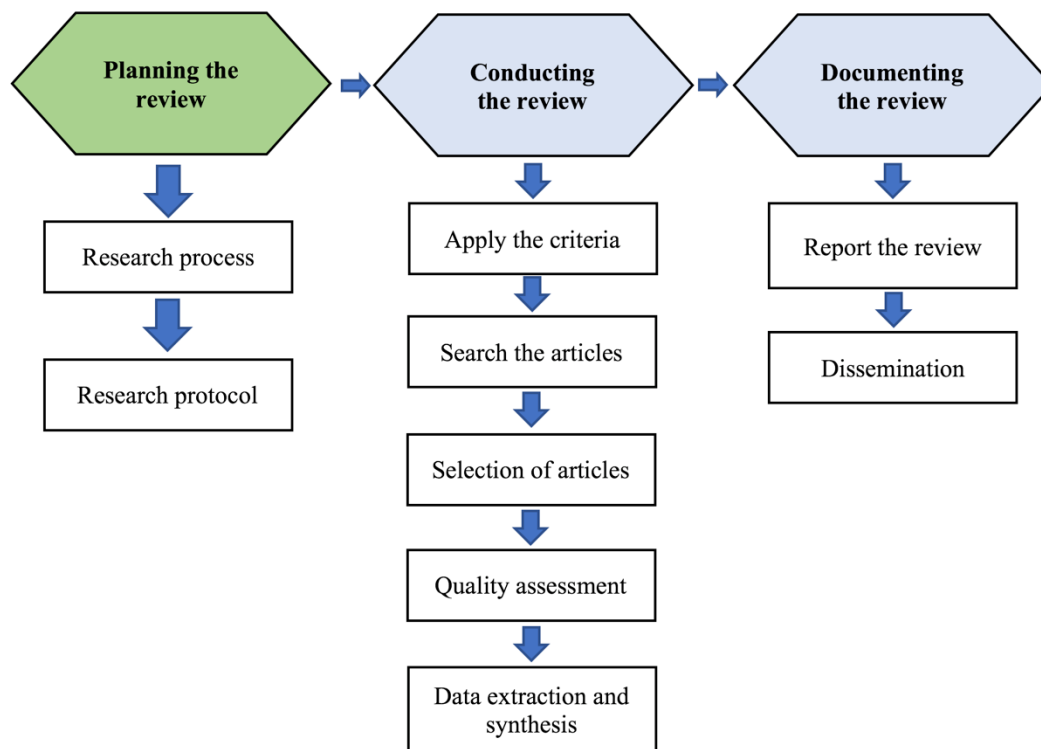 Planning the
review
Conducting
the review
Documenting
the review
Research process
Research protocol
Apply the criteria
Search the articles
Selection of articles
Quality assessment
Data extraction and
synthesis
Report the review
Dissemination